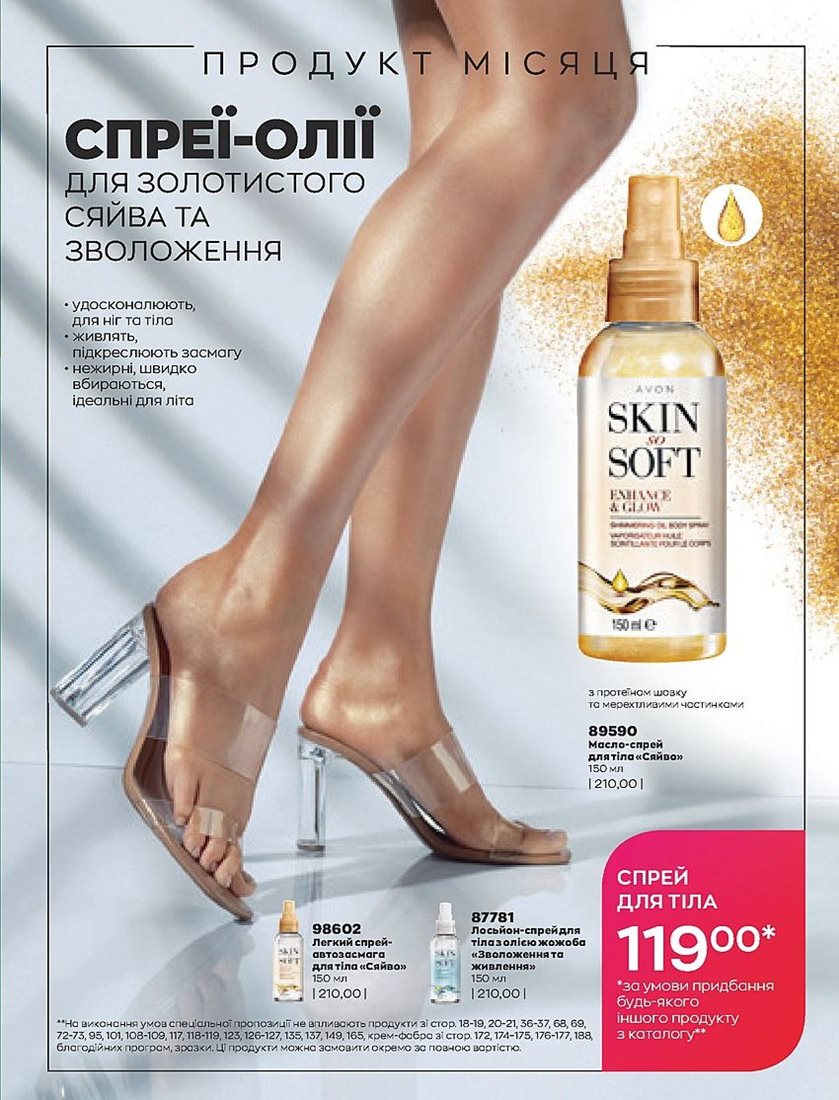 ПРОДУКТ МІСЯЦЯ
СПРЕЇ-ОЛІЇ
ДЛЯ ЗОЛОТИСТОГО
СЯЙВА ТА
ЗВОЛОЖЕННЯ
• удосконалюють,
для ніг та тіла
• живлять,
підкреслюють засмагу
• нежирні, швидко
вбираються,
ідеальні для літа
AVON
SKIN
so
SOFT
ENHANCE
& GLOW
SHIMMERING OIL BODY SPRAY
VAPORISATEUR HUILE
SCINTILLANTE POUR LE CORPS
150 ml e
з протеїном шовку
та мерехтливими частинками
89590
Масло-спрей
для тіла «Сяйво»
150 мл
| 210,00 |
СПРЕЙ
ДЛЯ ТІЛА
11900*
*за умови придбання
будь-якого
іншого продукту
з каталогу**
SKIN
so
SOFT
98602
Легкий спрей-
автозасмага
для тіла «Сяйво»
150 мл
| 210,00 |
SKIN
so
SOFT
87781
Лосьйон-спрей для
тіла з олією жожоба
«Зволоження та
живлення»
150 мл
| 210,00 |
**На виконання умов спеціальної пропозиції не впливають продукти зі стор. 18-19, 20-21, 36-37, 68, 69,
72-73, 95, 101, 108-109, 117, 118-119, 123, 126-127, 135, 137, 149, 165, крем-фарба зі стор. 172, 174-175, 176-177, 188,
благодійних програм, зразки. Ці продукти можна замовити окремо за повною вартістю.